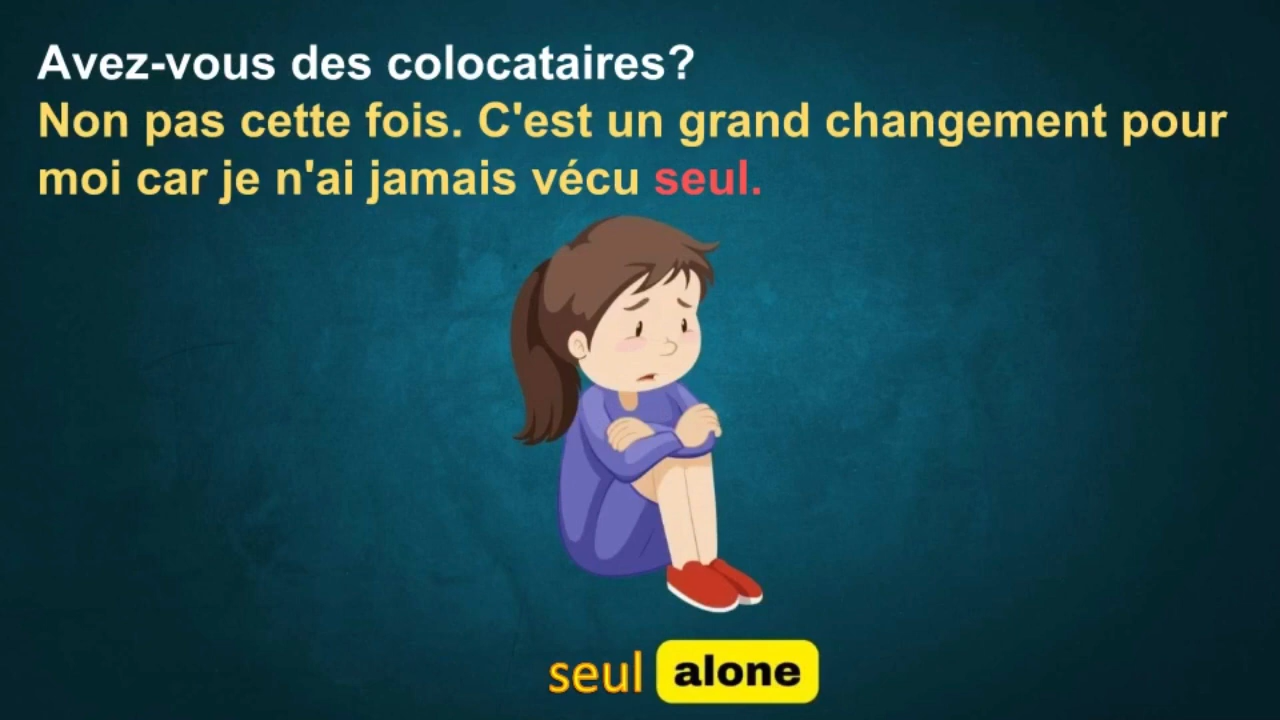 Avez-vous des colocataires?
Non pas cette fois. C'est un grand changement pour
moi car je n'ai jamais vécu seul.
seul alone